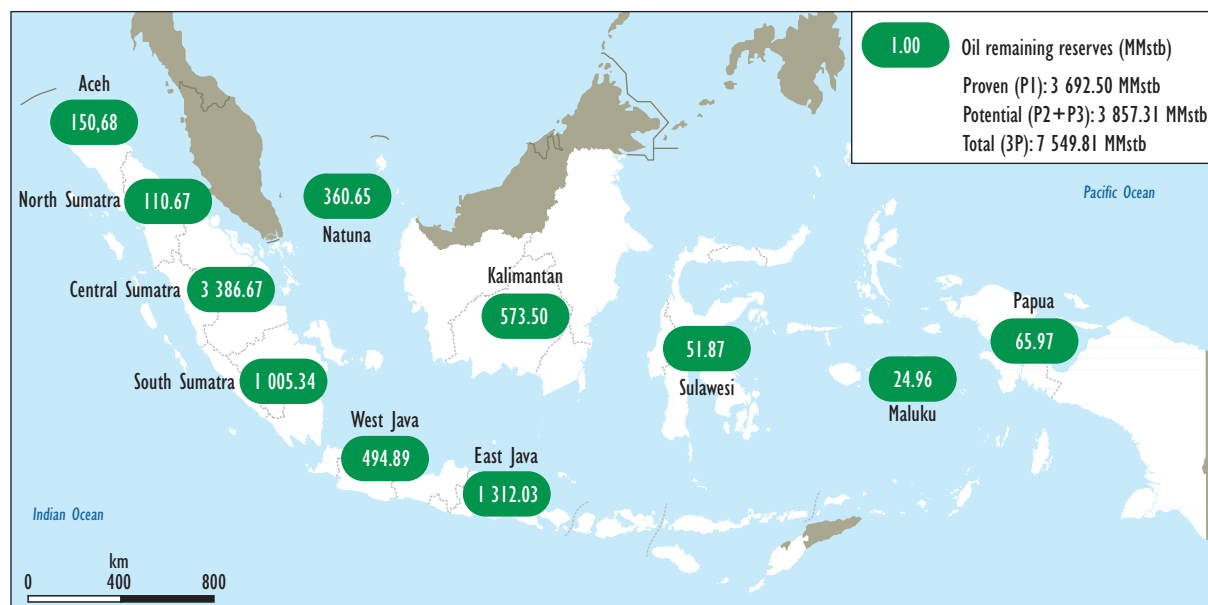 1.00 Oil remaining reserves (MMstb)
Proven (P1): 3 692.50 MMstb
Potential (P2+P3): 3 857.31 MMstb
Total (3P): 7 549.81 MMstb
Aceh
150,68
North Sumatra 110.67
360.65
Natuna
Pacific Ocean
Central Sumatra 3 386.67
Kalimantan
573.50
Papua
65.97
51.87
Sulawesi
24.96
Maluku
South Sumatra 1 005.34
West Java
494.89
East Java
1 312.03
Indian Ocean
km
0 400 800